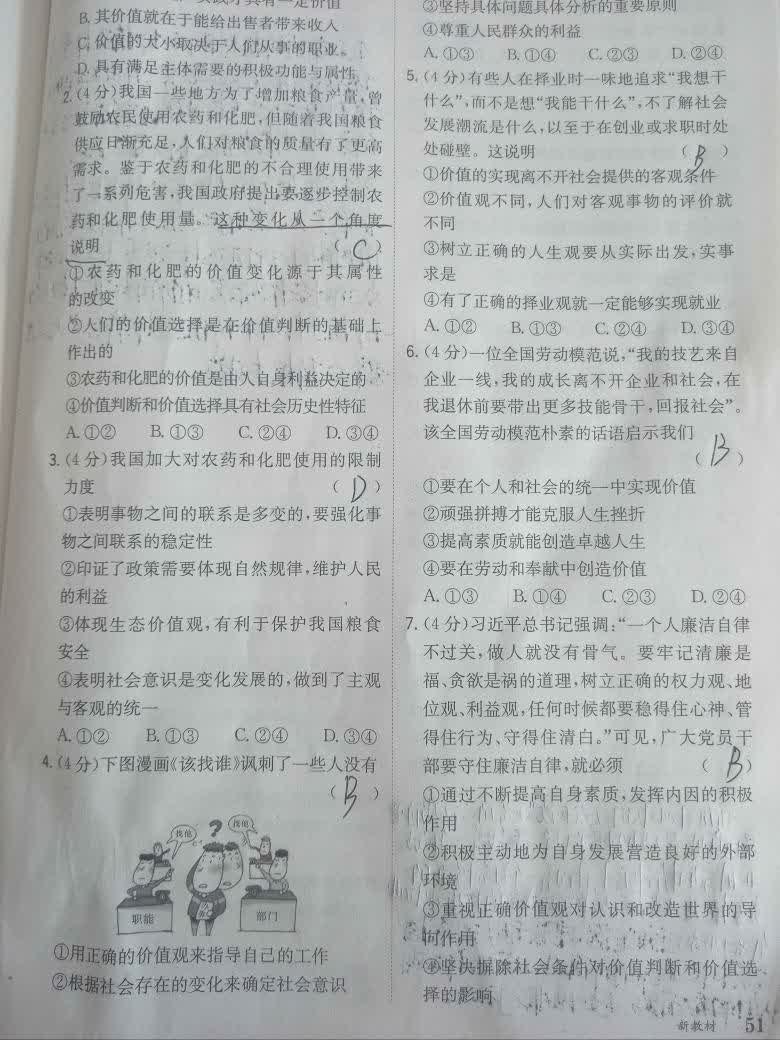 B. 其价值就在于能给出售者带来收入
C. 价值的大小取决于人们从事的职业。
D. 具有满足主体需要的积极功能与属性
2. (4分)我国一些地方为了增加粮食产量,曾
鼓励农民使用农药和化肥,但随着我国粮食
供应日渐充足,人们对粮食的质量有了更高
需求。鉴于农药和化肥的不合理使用带来
了一系列危害,我国政府提出要逐步控制农
药和化肥使用量。这种变化从一个角度
说明 ( C )
①农药和化肥的价值变化源于其属性
的改变
②人们的价值选择是在价值判断的基础上
作出的
③农药和化肥的价值是由人自身利益决定的
④价值判断和价值选择具有社会历史性特征
A. ①② B. ①③ C. ②④ D. ③④
3. (4分)我国加大对农药和化肥使用的限制
力度 ( D )
①表明事物之间的联系是多变的,要强化事
物之间联系的稳定性
②印证了政策需要体现自然规律,维护人民
的利益
③体现生态价值观,有利于保护我国粮食
安全
④表明社会意识是变化发展的,做到了主观
与客观的统一
A. ①② B. ①③ C. ②④ D. ③④
4. (4分)下图漫画《该找谁》讽刺了一些人没有
( B )
找他
?
找他
职能
部门
①用正确的价值观来指导自己的工作
②根据社会存在的变化来确定社会意识
③坚持具体问题具体分析的重要原则
④尊重人民群众的利益
A. ①③ B. ①④ C. ②③ D. ②④
5. (4分)有些人在择业时一味地追求“我想干
什么”,而不是想“我能干什么”,不了解社会
发展潮流是什么,以至于在创业或求职时处
处碰壁。这说明 ( B )
①价值的实现离不开社会提供的客观条件
②价值观不同,人们对客观事物的评价就
不同
③树立正确的人生观要从实际出发,实事
求是
④有了正确的择业观就一定能够实现就业
A. ①② B. ①③ C. ②④ D. ③④
6. (4分)一位全国劳动模范说,“我的技艺来自
企业一线,我的成长离不开企业和社会,在
我退休前要带出更多技能骨干,回报社会”。
该全国劳动模范朴素的话语启示我们
( B )
①要在个人和社会的统一中实现价值
②顽强拼搏才能克服人生挫折
③提高素质就能创造卓越人生
④要在劳动和奉献中创造价值
A. ①③ B. ①④ C. ②③ D. ②④
7. (4分)习近平总书记强调:“一个人廉洁自律
不过关,做人就没有骨气。要牢记清廉是
福、贪欲是祸的道理,树立正确的权力观、地
位观、利益观,任何时候都要稳得住心神、管
得住行为、守得住清白。”可见,广大党员干
部要守住廉洁自律,就必须 ( B )
①通过不断提高自身素质,发挥内因的积极
作用
②积极主动地为自身发展营造良好的外部
环境
③重视正确价值观对认识和改造世界的导
向作用
④坚决摒除社会条件对价值判断和价值选
择的影响
新教材 51